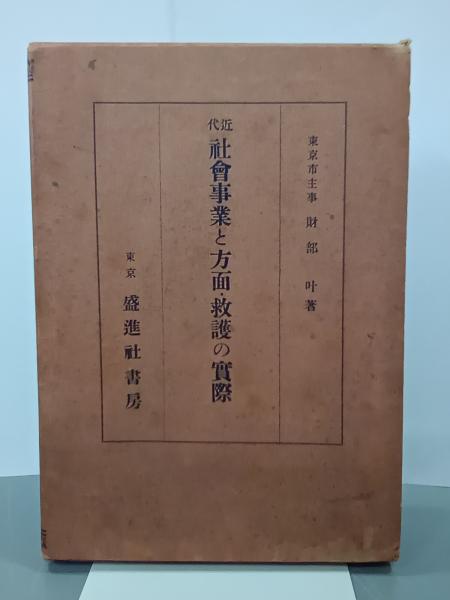 東京市主事 財部叶著
近代 社會事業と方面・救護の實際
東京 盛進社書房